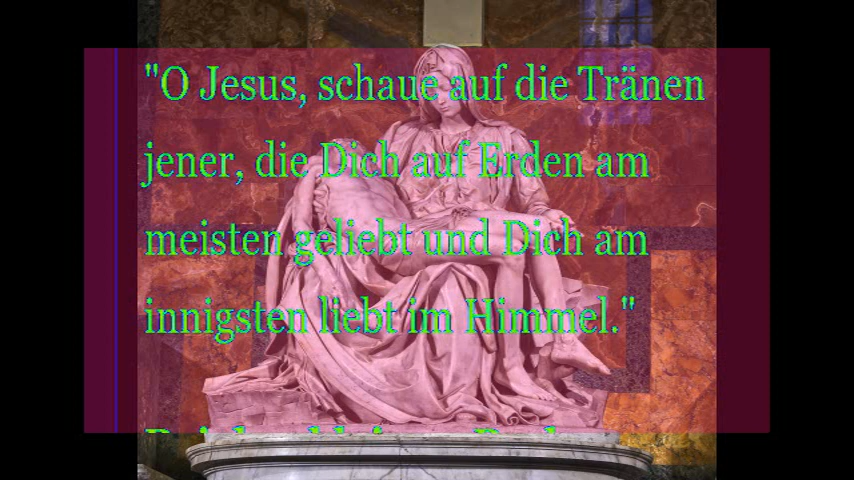 "O Jesus, schaue auf die Tränen
jener, die Dich auf Erden am
meisten geliebt und Dich am
innigsten liebt im Himmel."